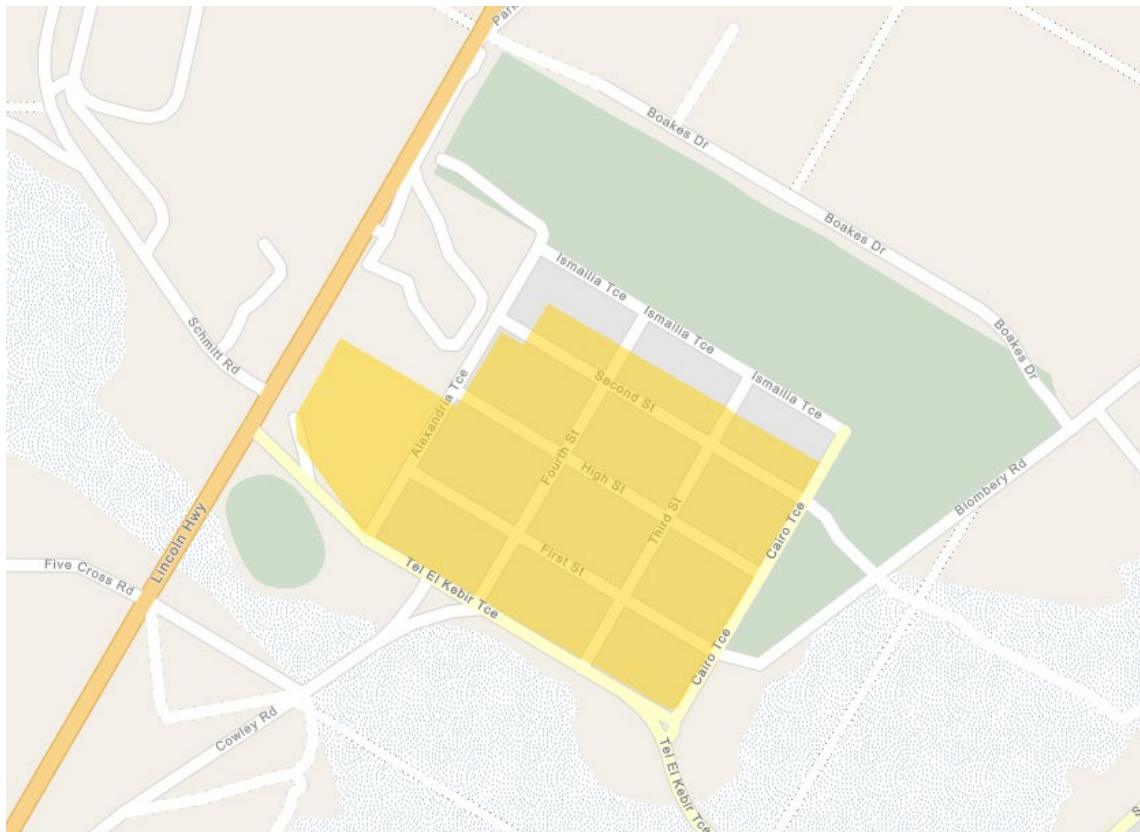 Boakes Dr
Boakes Dr
Ismailia Tce
Ismailia Tce
Boakes Dr
Schmitt Rd
Ismailia Tce
Second St
Alexandria Tce
Fourth St
High St
Third St
Blombery Rd
Cairo Tce
Lincoln Hwy
First St
Five Cross Rd
Tel El Kebir Tce
Cairo Tce
Cowley Rd
Tel El Kebir Tce